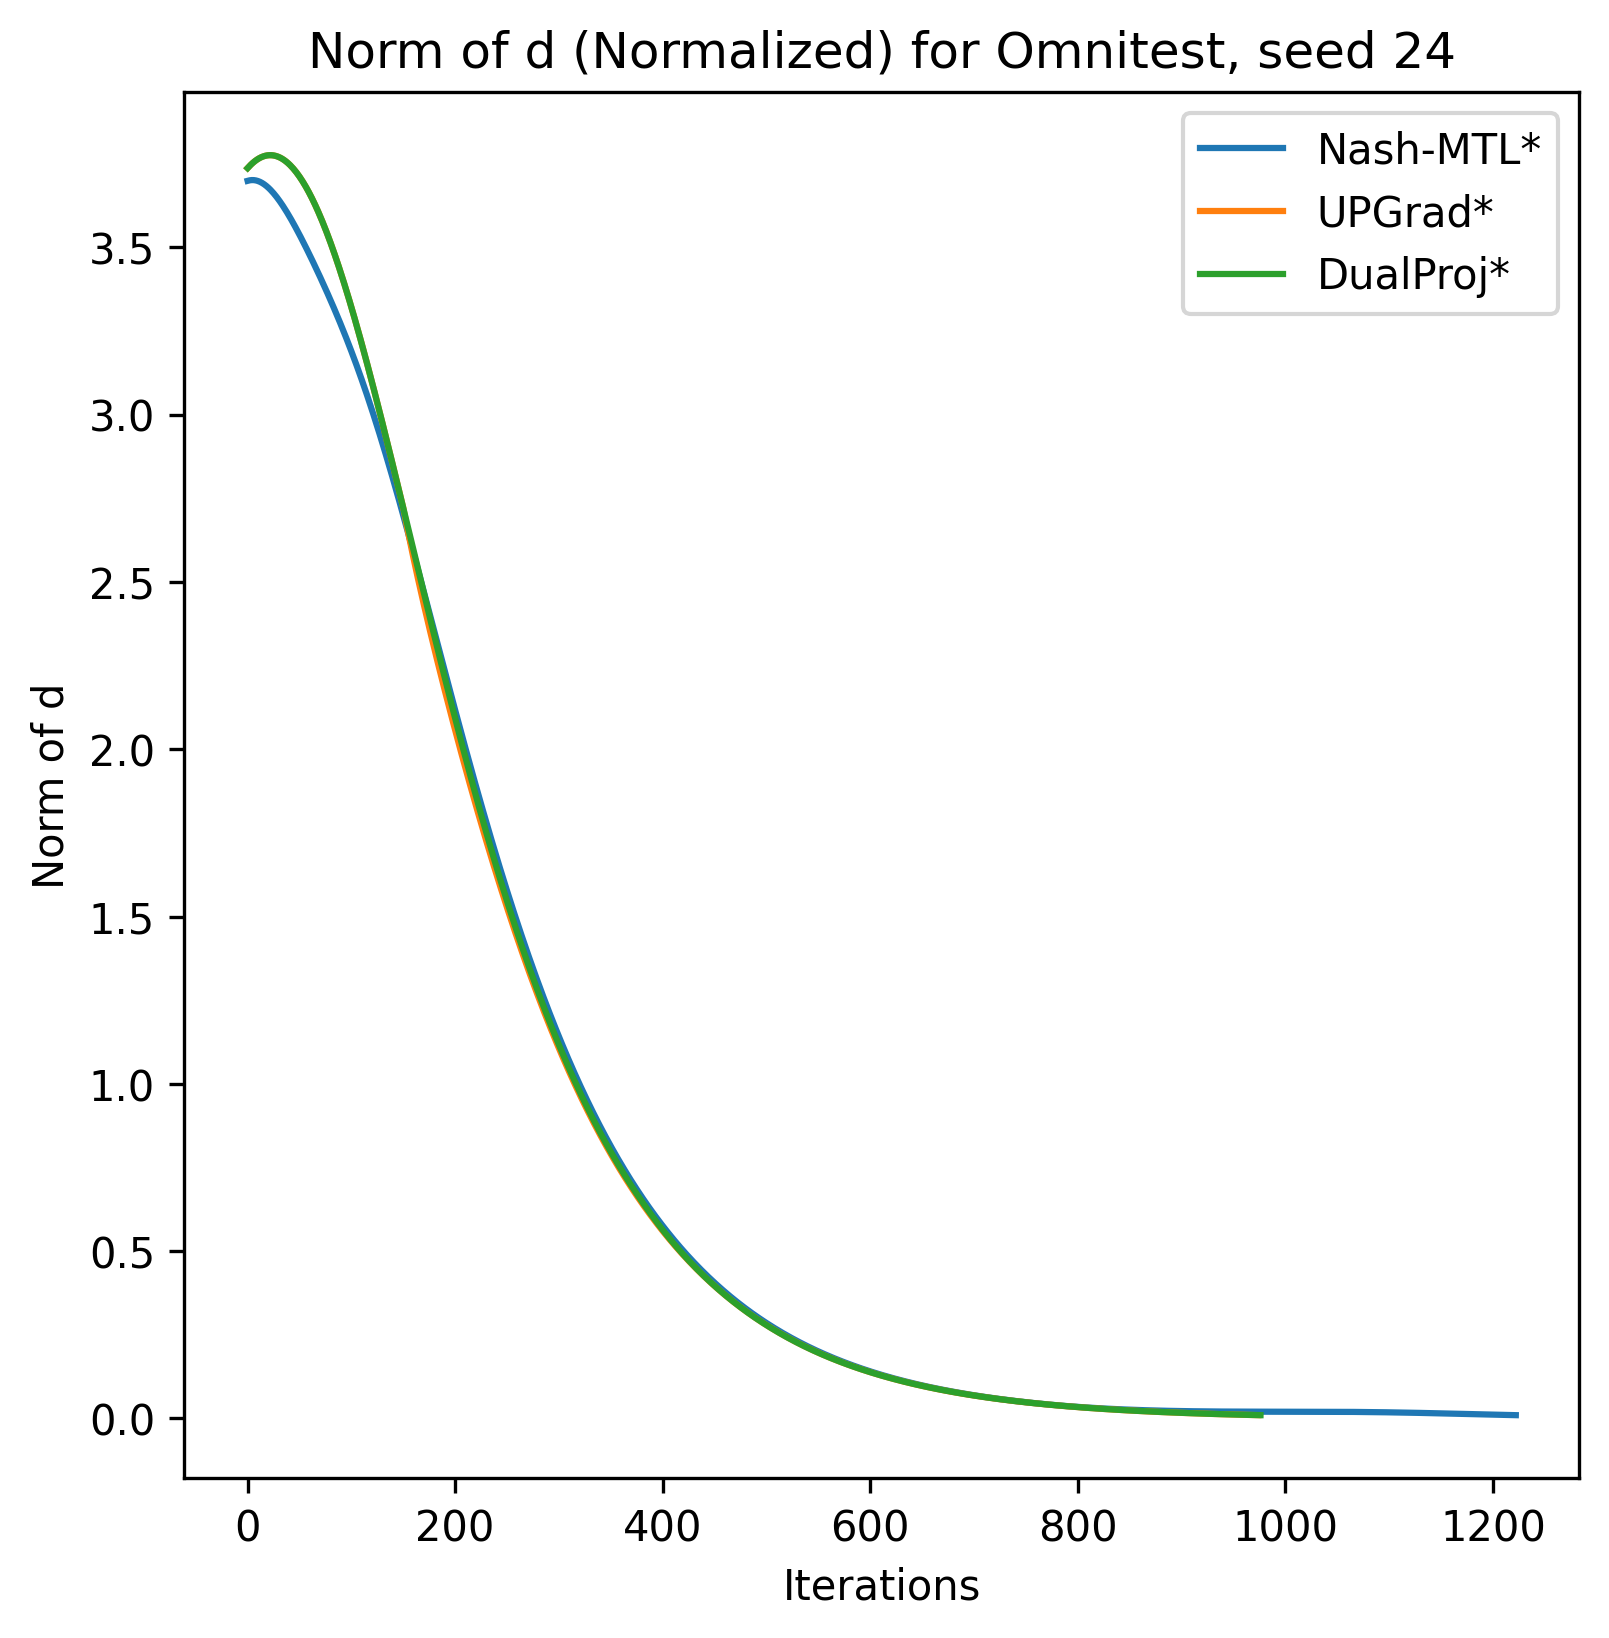 Norm of d (Normalized) for Omnitest, seed 24
Nash-MTL*
UPGrad*
DualProj*
3.5
3.0
2.5
2.0
1.5
1.0
0.5
0.0
Norm of d
0 200 400 600 800 1000 1200
Iterations